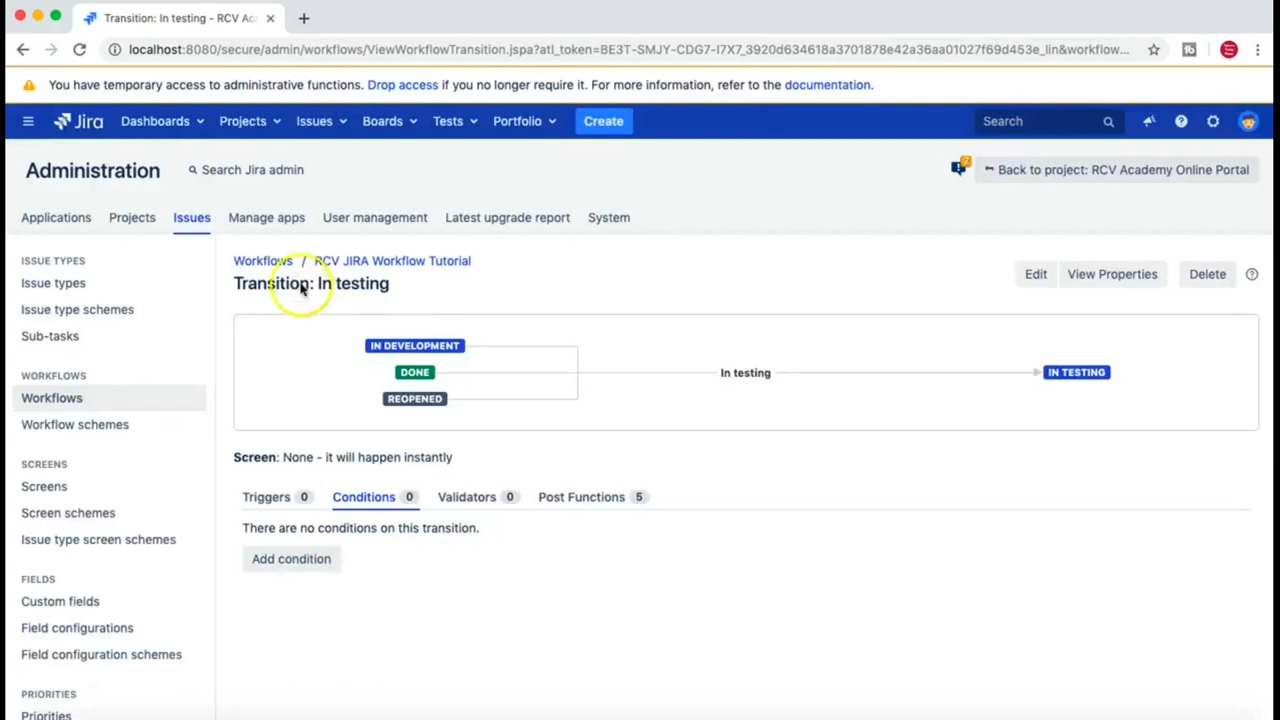 Transition: In testing - RCV Aca
localhost:8080/secure/admin/workflows/ViewWorkflowTransition.jspa?atl_token=BE3T-SMJY-CDG7-I7X7_3920d634618a3701878e42a36aa01027f69d453e_lin&workflow...
You have temporary access to administrative functions. Drop access if you no longer require it. For more information, refer to the documentation.
Jira Dashboards Projects Issues Boards Tests Portfolio Create Search
Administration Search Jira admin Back to project: RCV Academy Online Portal
Applications Projects Issues Manage apps User management Latest upgrade report System
ISSUE TYPES
Issue types
Issue type schemes
Sub-tasks
WORKFLOWS
Workflows
Workflow schemes
SCREENS
Screens
Screen schemes
Issue type screen schemes
FIELDS
Custom fields
Field configurations
Field configuration schemes
PRIORITIES
Priorities
Workflows / RCV JIRA Workflow Tutorial
Transition: In testing
Edit View Properties Delete
IN DEVELOPMENT
DONE
REOPENED
In testing
IN TESTING
Screen: None - it will happen instantly
Triggers 0 Conditions 0 Validators 0 Post Functions 5
There are no conditions on this transition.
Add condition